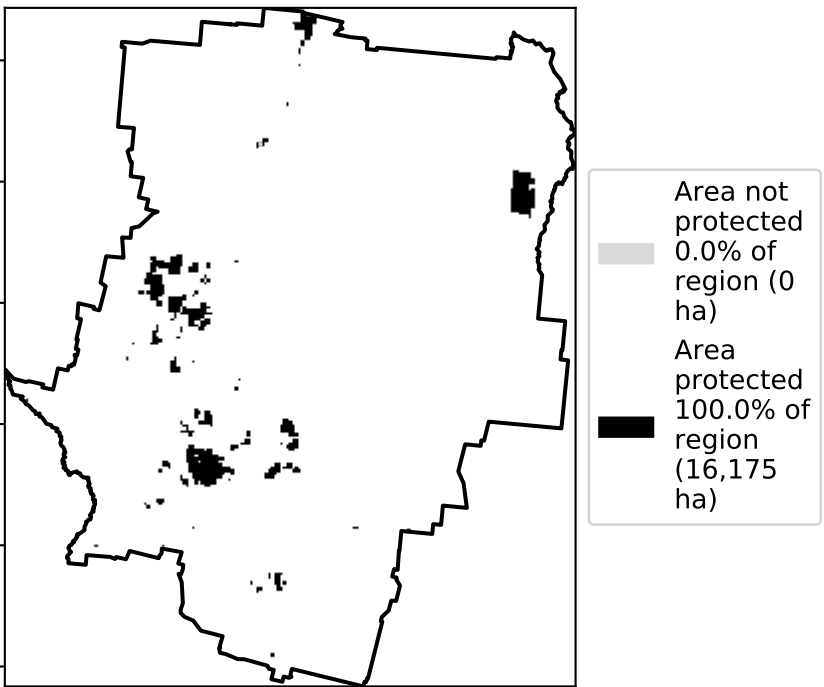 Area not
protected
0.0% of
region (0
ha)
Area
protected
100.0% of
region
(16,175
ha)